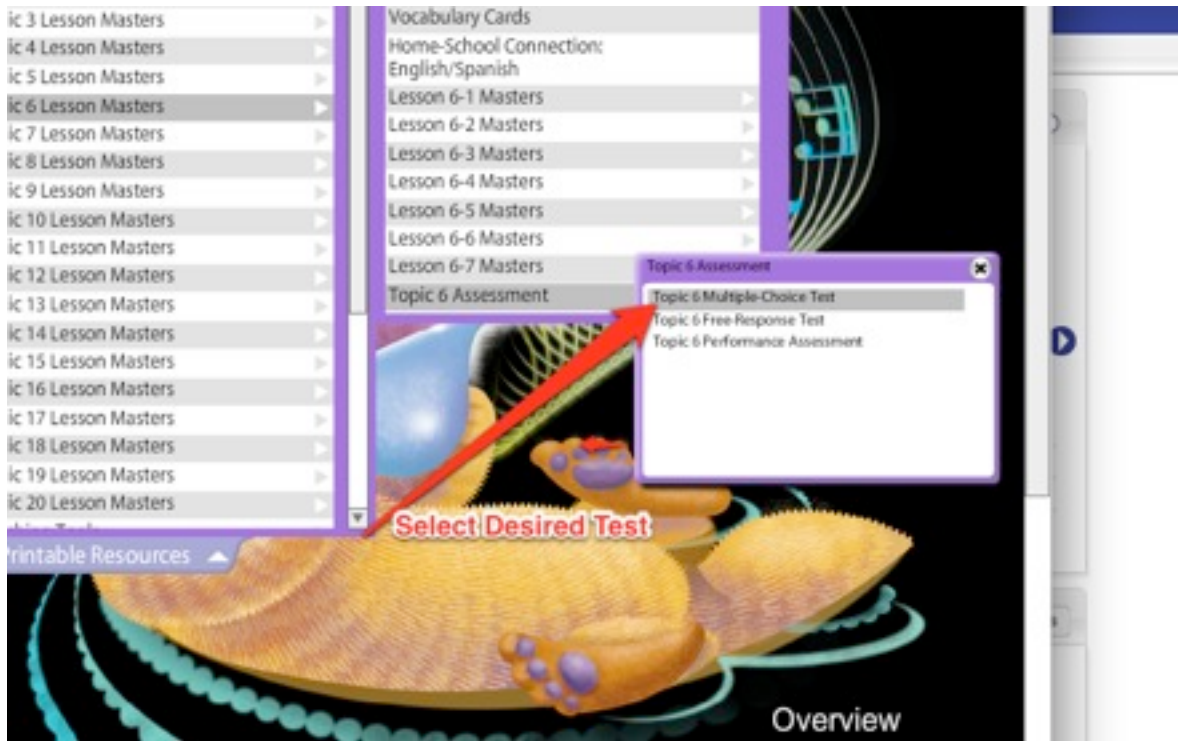 ic 3 Lesson Masters
ic 4 Lesson Masters
ic 5 Lesson Masters
ic 6 Lesson Masters
ic 7 Lesson Masters
ic 8 Lesson Masters
ic 9 Lesson Masters
ic 10 Lesson Masters
ic 11 Lesson Masters
ic 12 Lesson Masters
ic 13 Lesson Masters
ic 14 Lesson Masters
ic 15 Lesson Masters
ic 16 Lesson Masters
ic 17 Lesson Masters
ic 18 Lesson Masters
ic 19 Lesson Masters
ic 20 Lesson Masters
Printable Resources
Vocabulary Cards
Home-School Connection:
English/Spanish
Lesson 6-1 Masters
Lesson 6-2 Masters
Lesson 6-3 Masters
Lesson 6-4 Masters
Lesson 6-5 Masters
Lesson 6-6 Masters
Lesson 6-7 Masters
Topic 6 Assessment
Topic 6 Assessment
Topic 6 Multiple-Choice Test
Topic 6 Free-Response Test
Topic 6 Performance Assessment
Select Desired Test
Overview